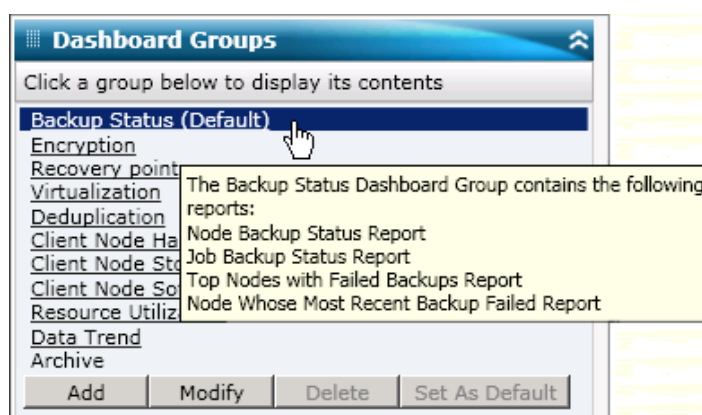 Dashboard Groups
Click a group below to display its contents
Backup Status (Default)
Encryption
Recovery point
Virtualization
Deduplication
Client Node Ha
Client Node Sto
Client Node So
Resource Utiliz
Data Trend
Archive
The Backup Status Dashboard Group contains the following
reports:
Node Backup Status Report
Job Backup Status Report
Top Nodes with Failed Backups Report
Node Whose Most Recent Backup Failed Report
Add Modify Delete Set As Default